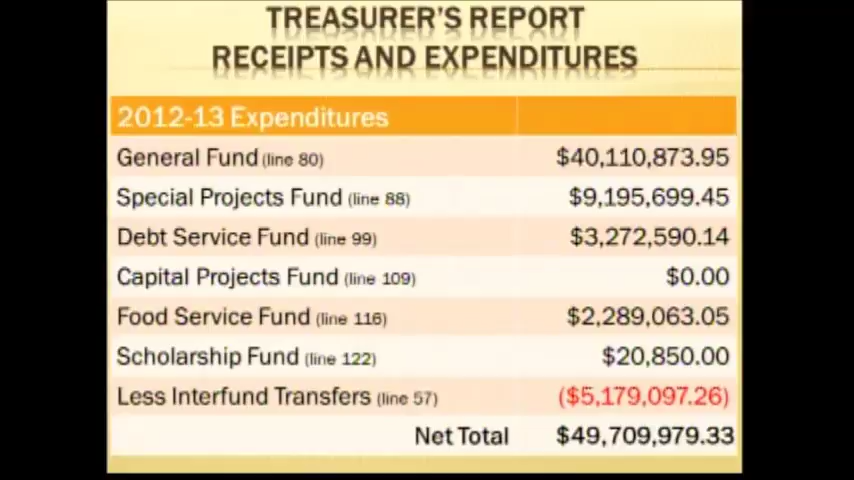 TREASURER'S REPORT
RECEIPTS AND EXPENDITURES
2012-13 Expenditures
General Fund (line 80) $40,110,873.95
Special Projects Fund (line 88) $9,195,699.45
Debt Service Fund (line 99) $3,272,590.14
Capital Projects Fund (line 109) $0.00
Food Service Fund (line 116) $2,289,063.05
Scholarship Fund (line 122) $20,850.00
Less Interfund Transfers (line 57) ($5,179,097.26)
Net Total $49,709,979.33